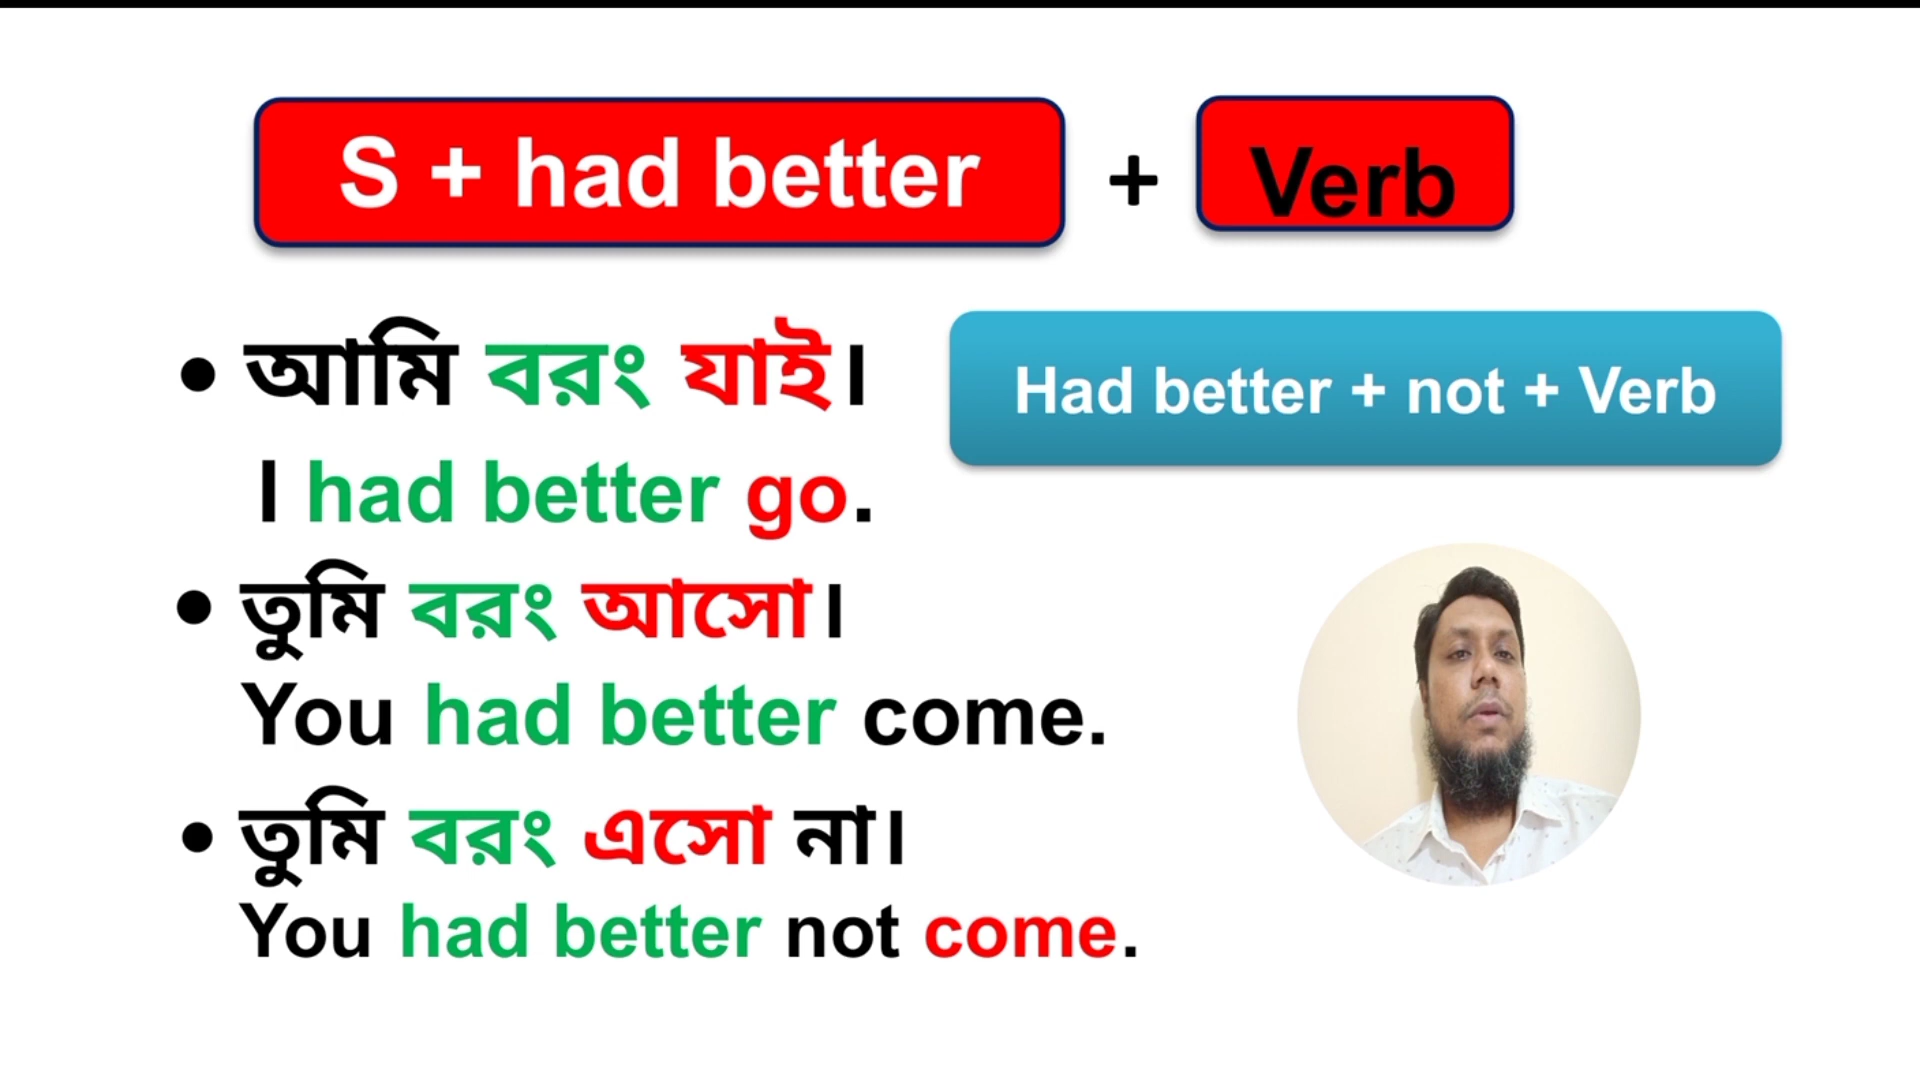 S + had better + Verb
• আমি বরং যাই।
Had better + not + Verb
I had better go.
• তুমি বরং আসো।
You had better come.
• তুমি বরং এসো না।
You had better not come.